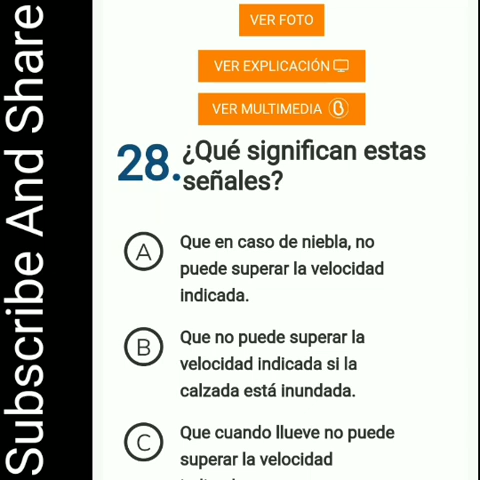 Subscribe And Share
VER FOTO
VER EXPLICACIÓN
VER MULTIMEDIA
28. ¿Qué significan estas
señales?
A Que en caso de niebla, no
puede superar la velocidad
indicada.
B Que no puede superar la
velocidad indicada si la
calzada está inundada.
C Que cuando llueve no puede
superar la velocidad